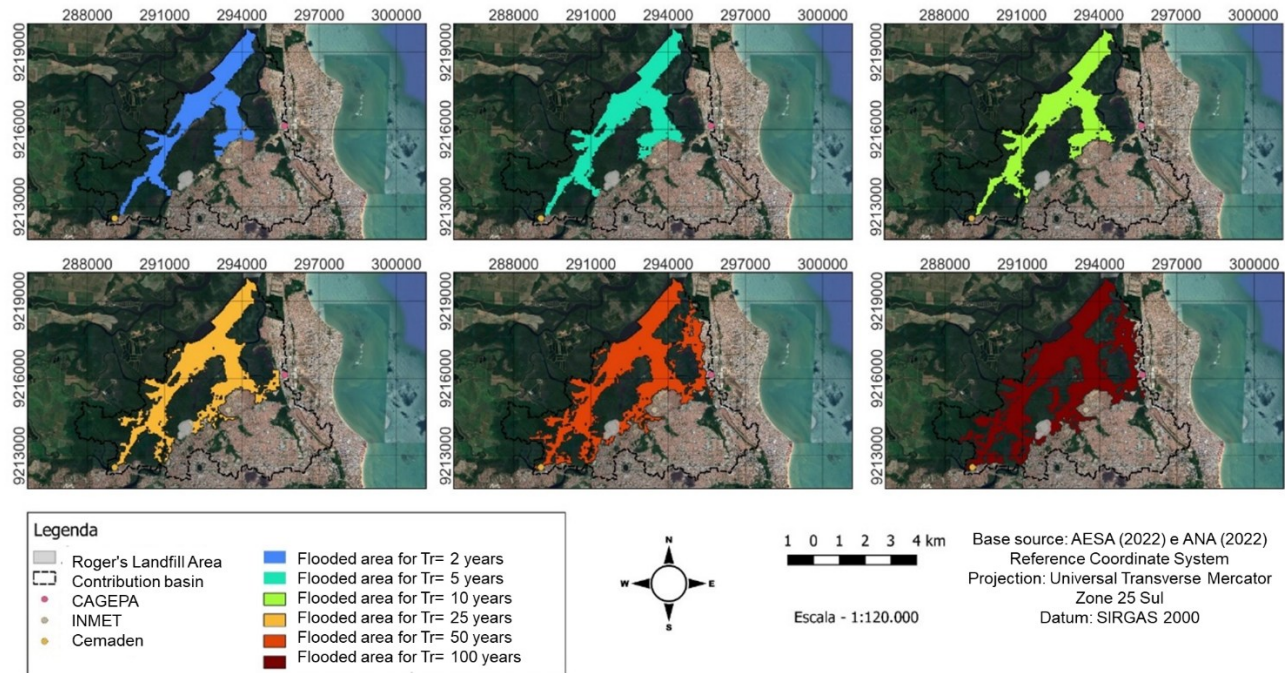 288000 291000 294000 297000 300000
288000 291000 294000 297000 300000
288000 291000 294000 297000 300000
9219000
9216000
9213000
9219000
9216000
9213000
9219000
9216000
9213000
288000 291000 294000 297000 300000
288000 291000 294000 297000 300000
288000 291000 294000 297000 300000
9219000
9216000
9213000
9219000
9216000
9213000
9219000
9216000
9213000
Legenda
Roger's Landfill Area
Contribution basin
CAGEPA
INMET
Cemaden
Flooded area for Tr= 2 years
Flooded area for Tr= 5 years
Flooded area for Tr= 10 years
Flooded area for Tr= 25 years
Flooded area for Tr= 50 years
Flooded area for Tr= 100 years
N
W E
S
1 0 1 2 3 4 km
Escala - 1:120.000
Base source: AESA (2022) e ANA (2022)
Reference Coordinate System
Projection: Universal Transverse Mercator
Zone 25 Sul
Datum: SIRGAS 2000